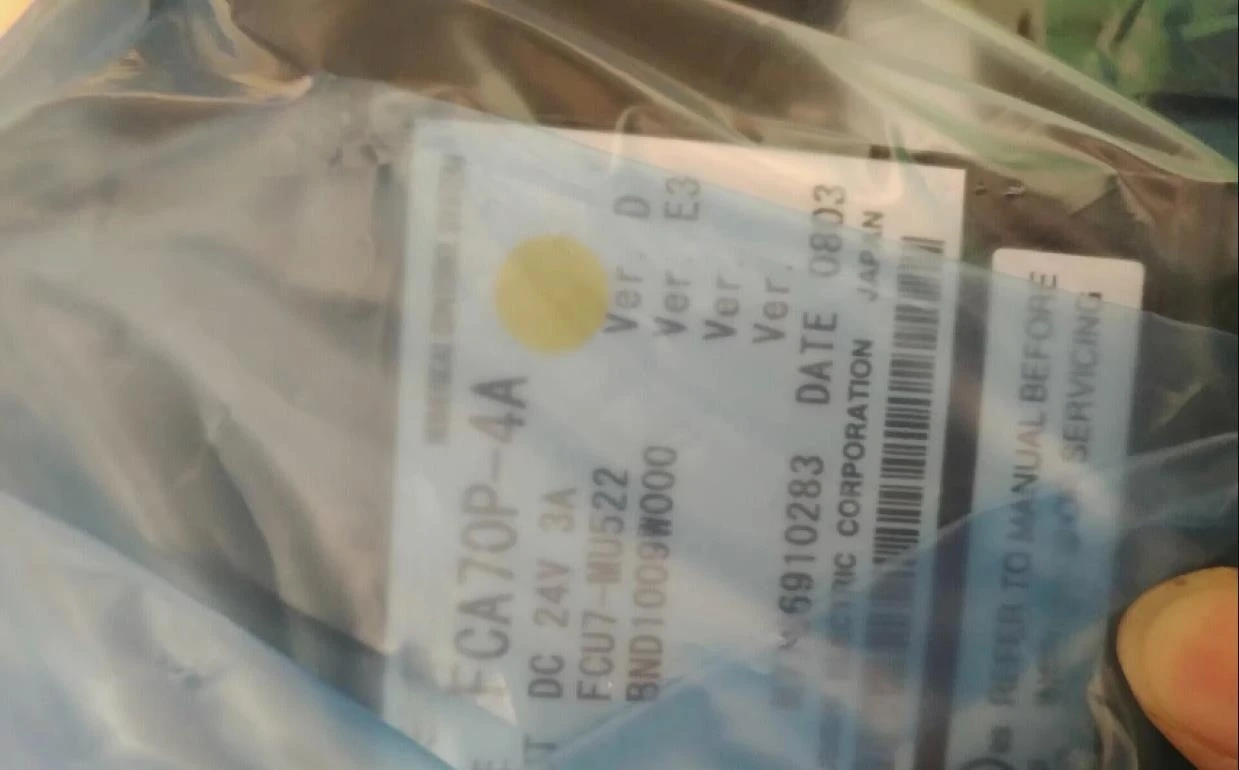 FCA70P-4A
DC 24V 3A
FCU7-MU522 Ver. D
BND1009W000 Ver. E3
Ver.
Ver.
6910283 DATE 0803
CORPORATION JAPAN
REFER TO MANUAL BEFORE
SERVICING